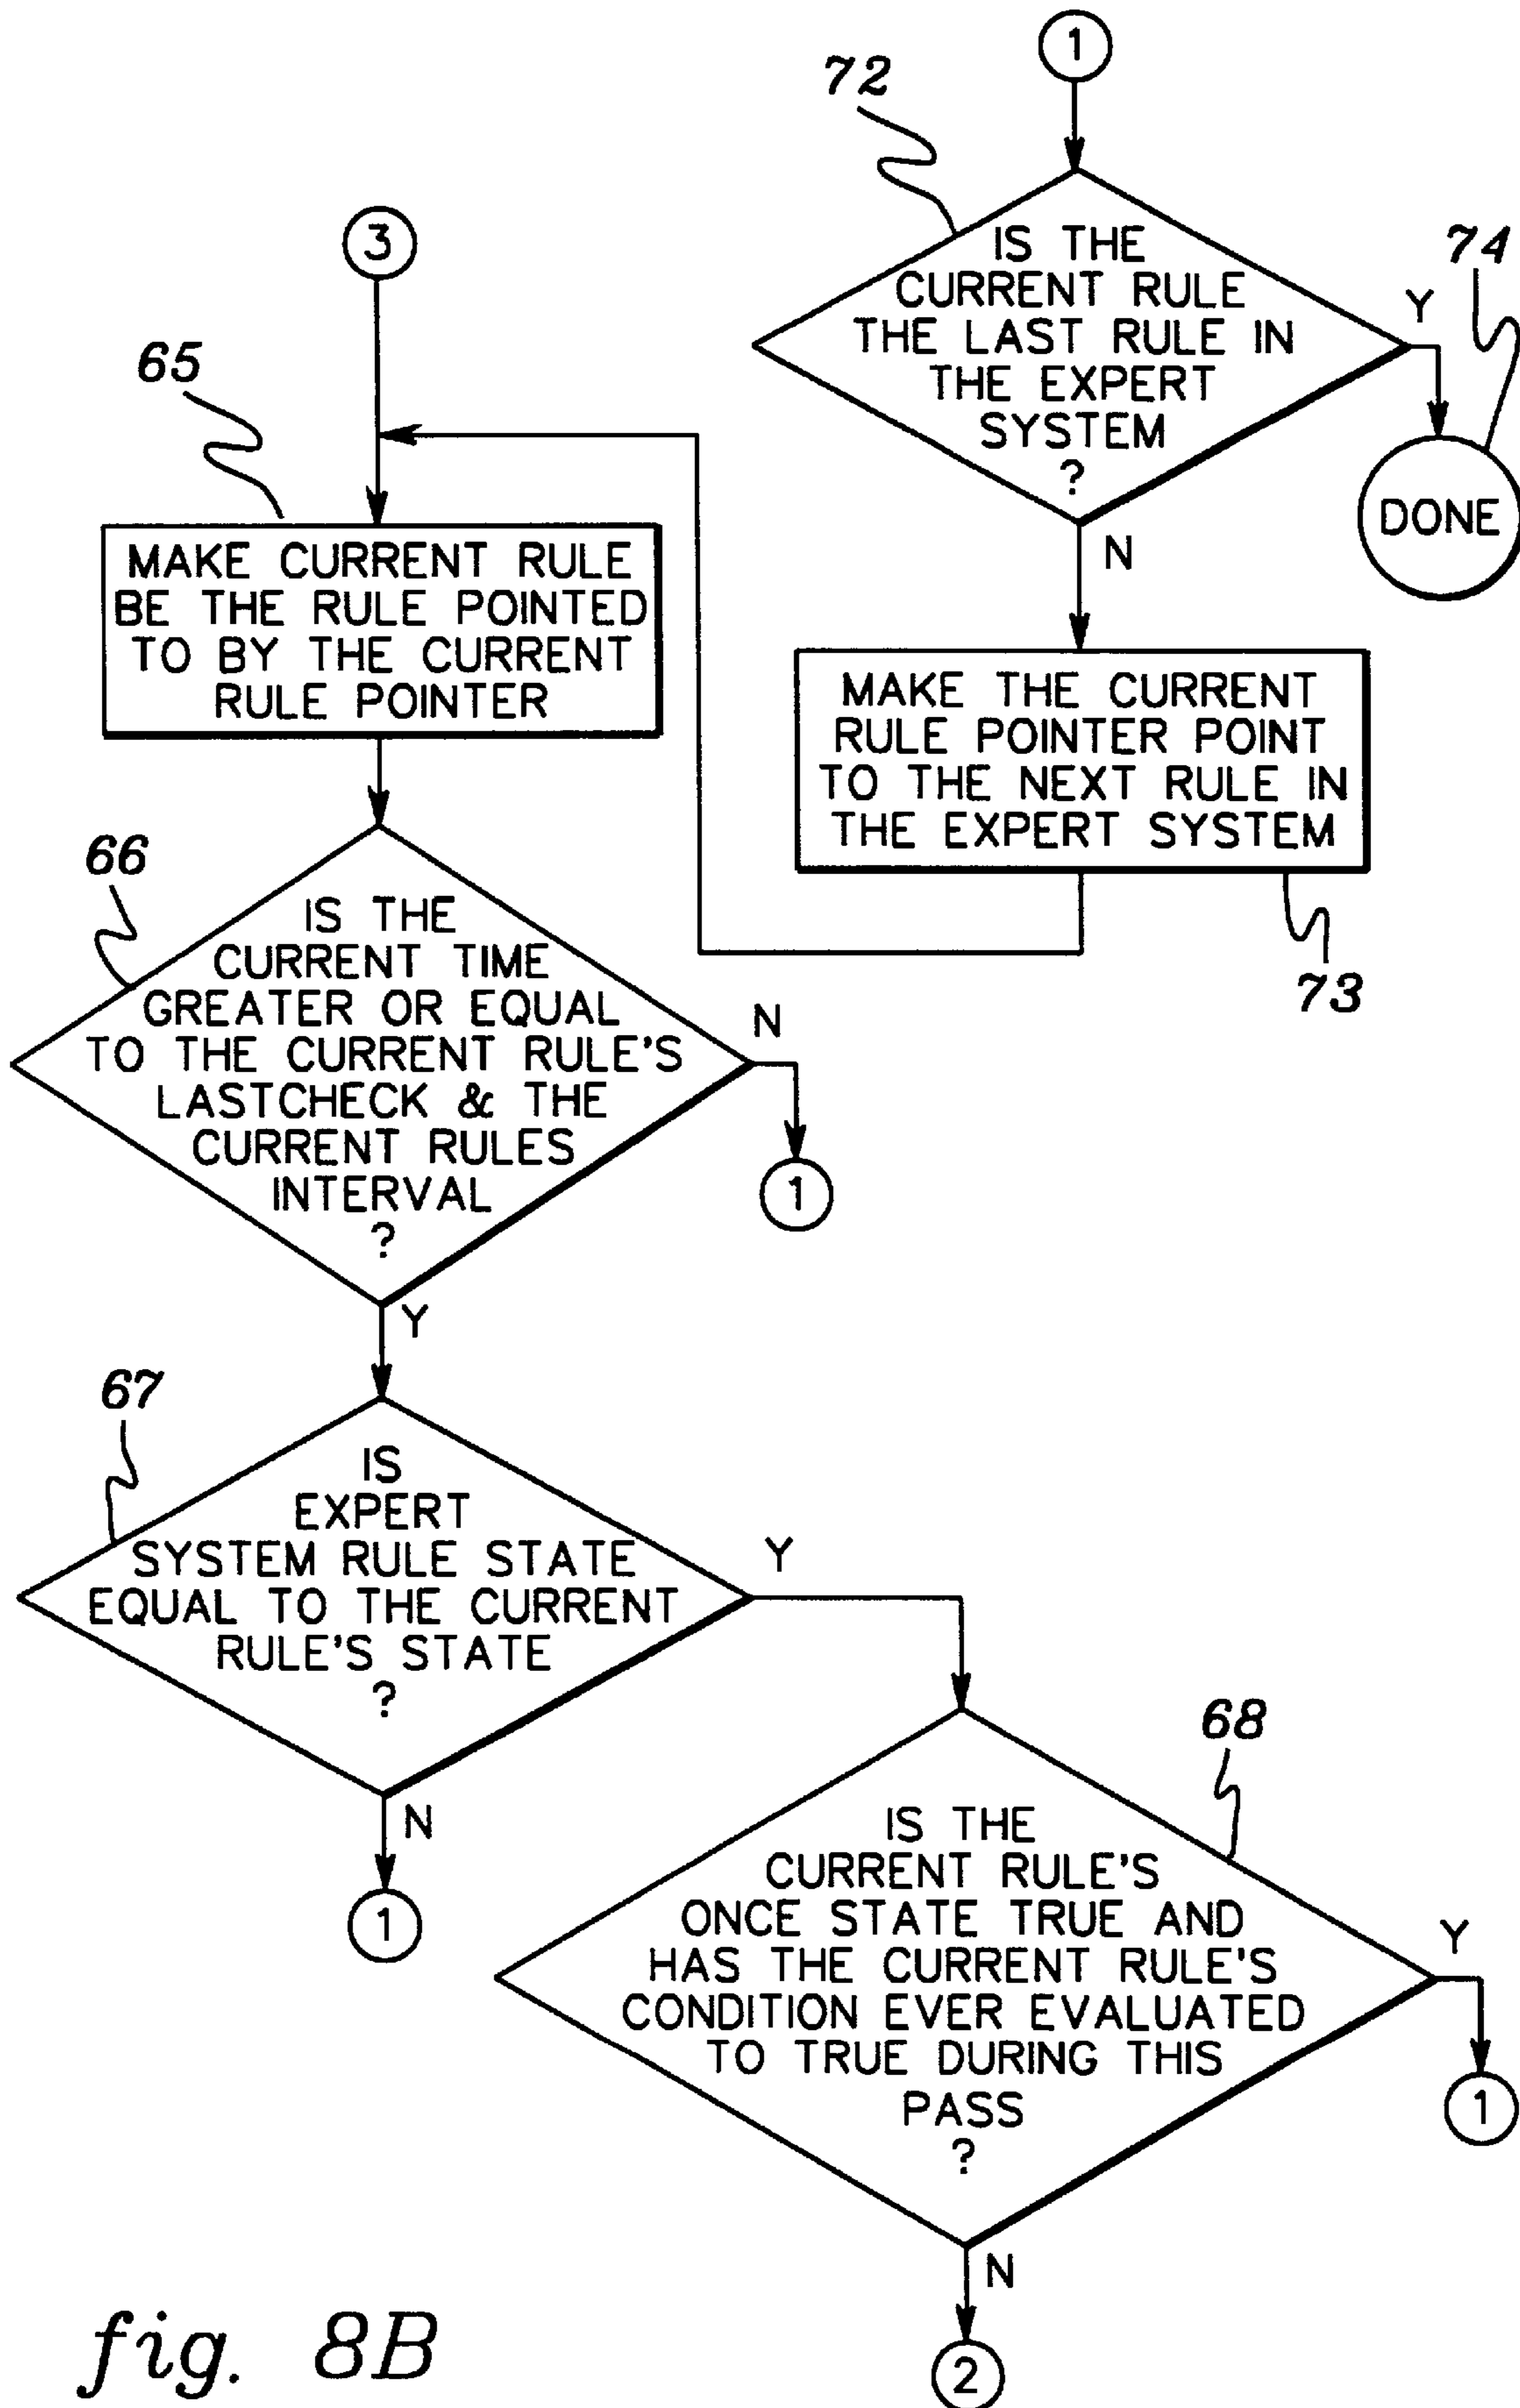 1
72
IS THE
CURRENT RULE
THE LAST RULE IN
THE EXPERT
SYSTEM
?
Y
74
DONE
N
MAKE THE CURRENT
RULE POINTER POINT
TO THE NEXT RULE IN
THE EXPERT SYSTEM
73
3
65
MAKE CURRENT RULE
BE THE RULE POINTED
TO BY THE CURRENT
RULE POINTER
66
IS THE
CURRENT TIME
GREATER OR EQUAL
TO THE CURRENT RULE'S
LASTCHECK & THE
CURRENT RULES
INTERVAL
?
N
1
Y
67
IS
EXPERT
SYSTEM RULE STATE
EQUAL TO THE CURRENT
RULE'S STATE
?
Y
N
1
68
IS THE
CURRENT RULE'S
ONCE STATE TRUE AND
HAS THE CURRENT RULE'S
CONDITION EVER EVALUATED
TO TRUE DURING THIS
PASS
?
Y
1
N
2
fig. 8B